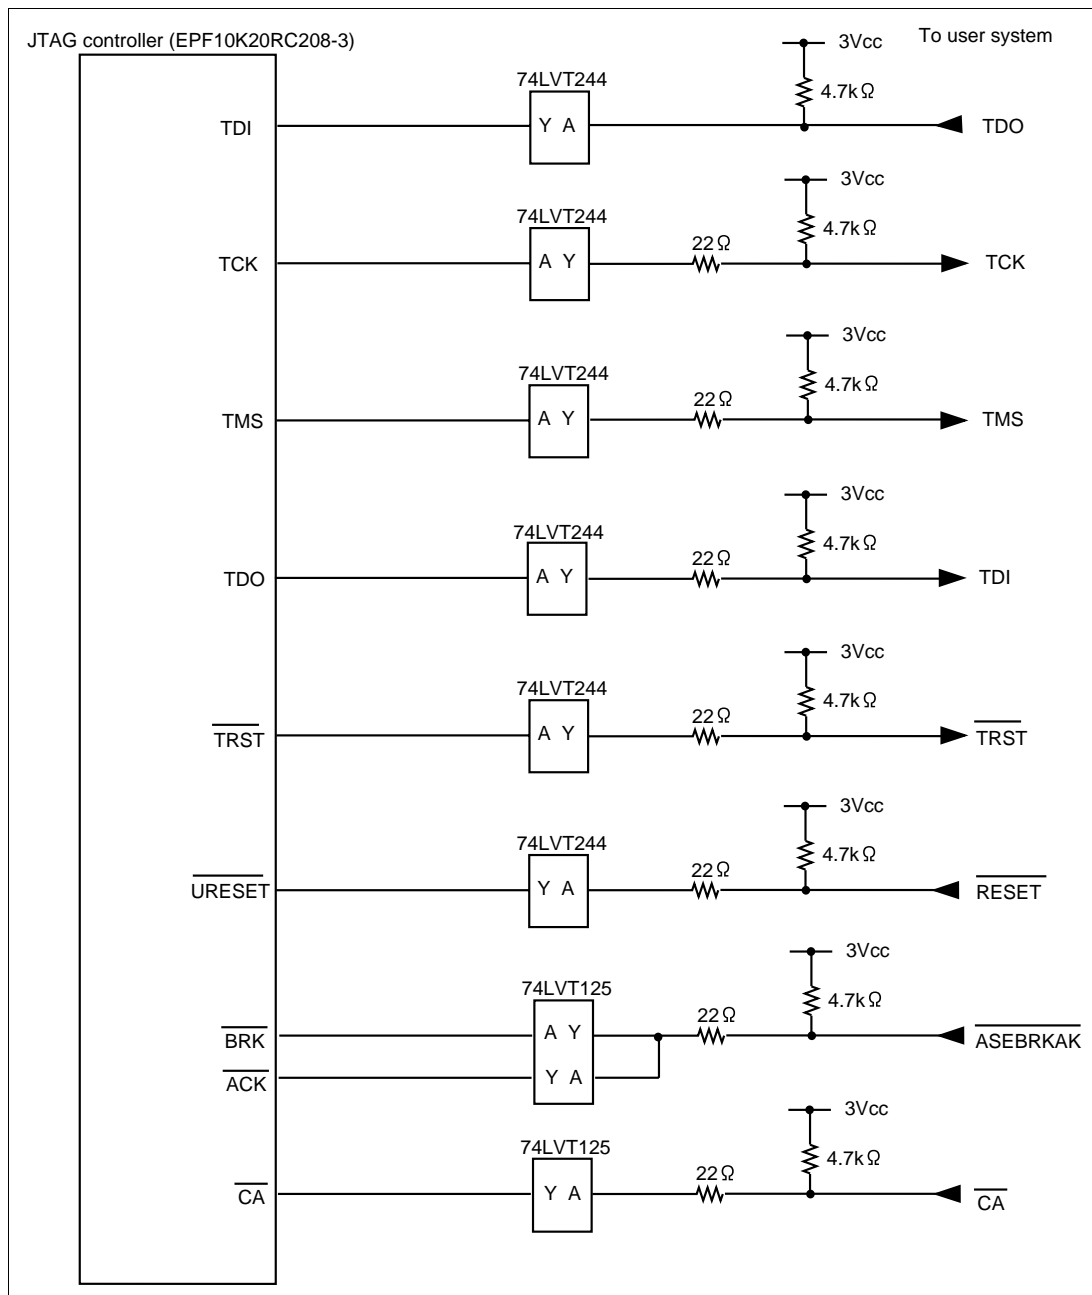 JTAG controller (EPF10K20RC208-3)
To user system
3Vcc
74LVT244
4.7kΩ
TDI
Y A
TDO
3Vcc
74LVT244
4.7kΩ
22Ω
TCK
A Y
TCK
3Vcc
74LVT244
4.7kΩ
22Ω
TMS
A Y
TMS
3Vcc
74LVT244
4.7kΩ
22Ω
TDO
A Y
TDI
3Vcc
74LVT244
4.7kΩ
22Ω
TRST
A Y
TRST
3Vcc
74LVT244
4.7kΩ
22Ω
URESET
Y A
RESET
3Vcc
74LVT125
4.7kΩ
22Ω
BRK
A Y
ASEBRKAK
ACK
Y A
3Vcc
74LVT125
4.7kΩ
22Ω
CA
Y A
CA